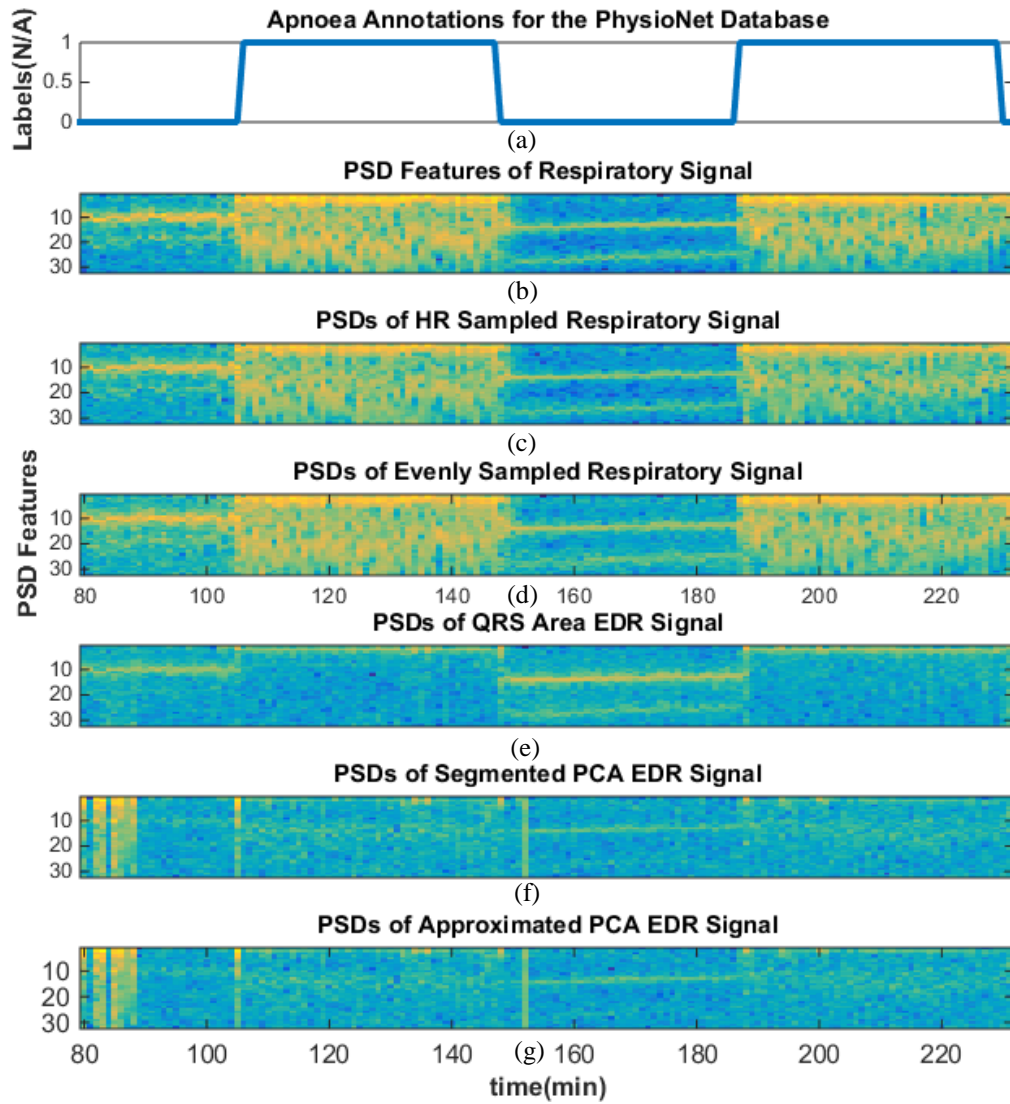 Apnoea Annotations for the PhysioNet Database
Labels(N/A)
1
0.5
0
(a)
PSD Features of Respiratory Signal
10
20
30
(b)
PSDs of HR Sampled Respiratory Signal
10
20
30
(c)
PSDs of Evenly Sampled Respiratory Signal
PSD Features
10
20
30
80 100 120 140 (d) 160 180 200 220
PSDs of QRS Area EDR Signal
10
20
30
(e)
PSDs of Segmented PCA EDR Signal
10
20
30
(f)
PSDs of Approximated PCA EDR Signal
10
20
30
80 100 120 140 (g) 160 180 200 220
time(min)